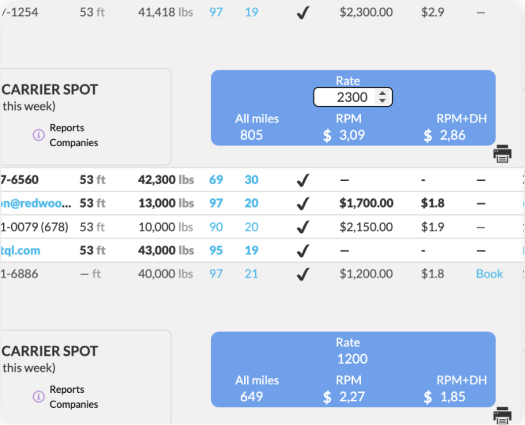 /-1254 53 ft 41,418 lbs 97 19 ✓ $2,300.00 $2.9 –
CARRIER SPOT
this week)
Reports
Companies
Rate
2300
All miles RPM RPM+DH
805 $ 3,09 $ 2,86
7-6560 53 ft 42,300 lbs 69 30 ✓ – - –
n@redwoo... 53 ft 13,000 lbs 97 20 ✓ $1,700.00 $1.8 –
1-0079 (678) 53 ft 10,000 lbs 90 20 ✓ $2,150.00 $1.9 –
tql.com 53 ft 43,000 lbs 95 19 ✓ – - –
1-6886 – ft 40,000 lbs 97 21 ✓ $1,200.00 $1.8 Book
CARRIER SPOT
this week)
Reports
Companies
Rate
1200
All miles RPM RPM+DH
649 $ 2,27 $ 1,85